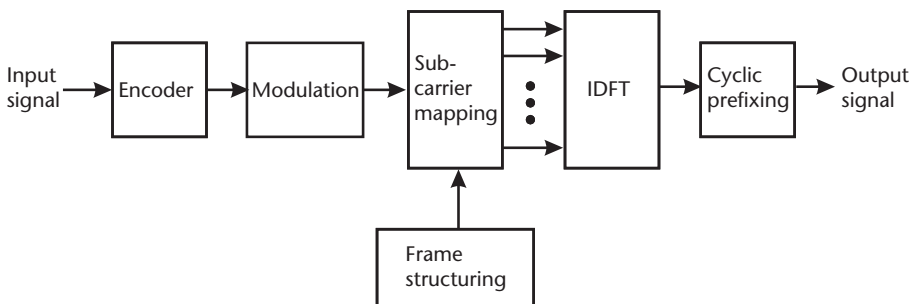 Input
signal
Encoder
Modulation
Sub-
carrier
mapping
IDFT
Cyclic
prefixing
Output
signal
Frame
structuring